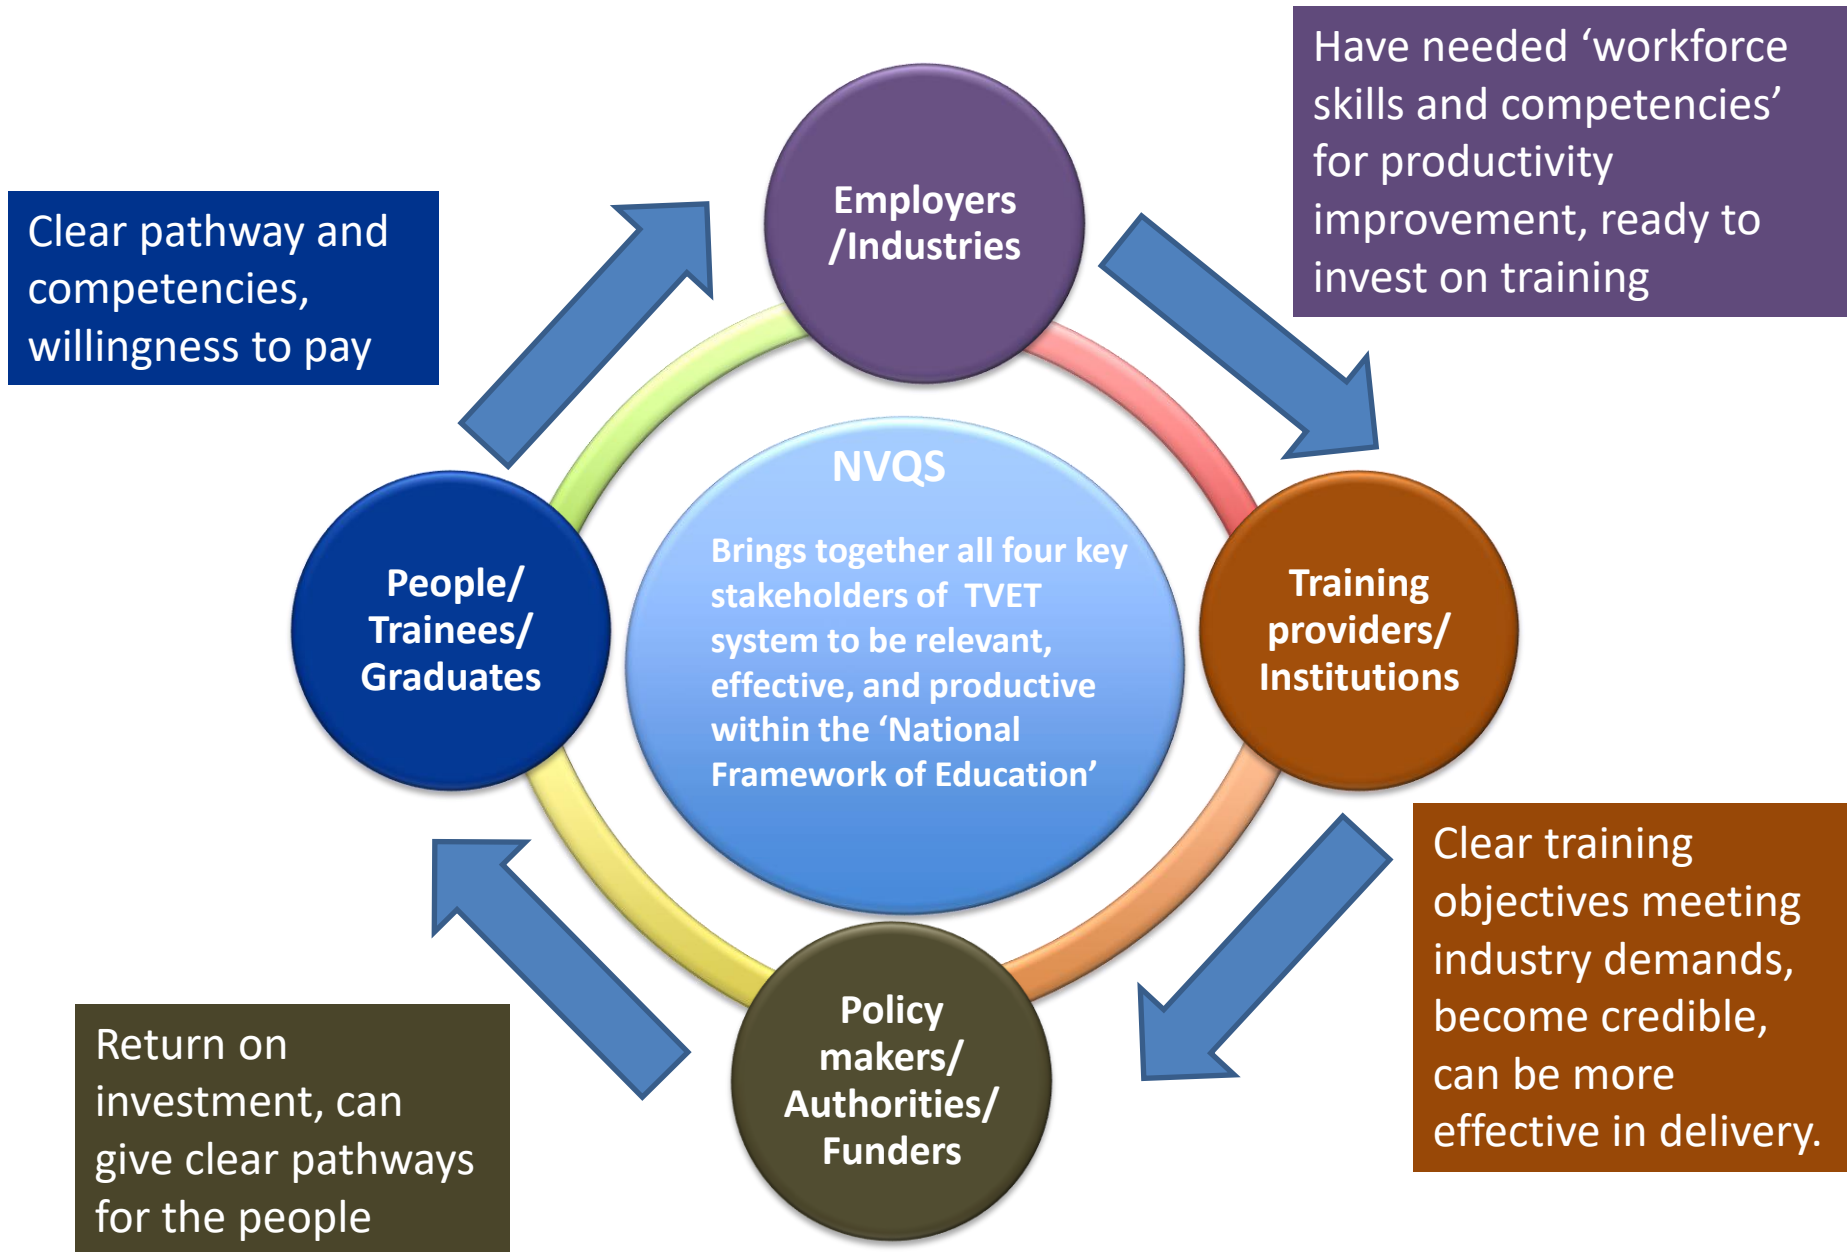 Have needed ‘workforce
skills and competencies’
for productivity
improvement, ready to
invest on training
Employers
/Industries
Clear pathway and
competencies,
willingness to pay
NVQS
Brings together all four key
stakeholders of TVET
system to be relevant,
effective, and productive
within the ‘National
Framework of Education’
People/
Trainees/
Graduates
Training
providers/
Institutions
Clear training
objectives meeting
industry demands,
become credible,
can be more
effective in delivery.
Policy
makers/
Authorities/
Funders
Return on
investment, can
give clear pathways
for the people